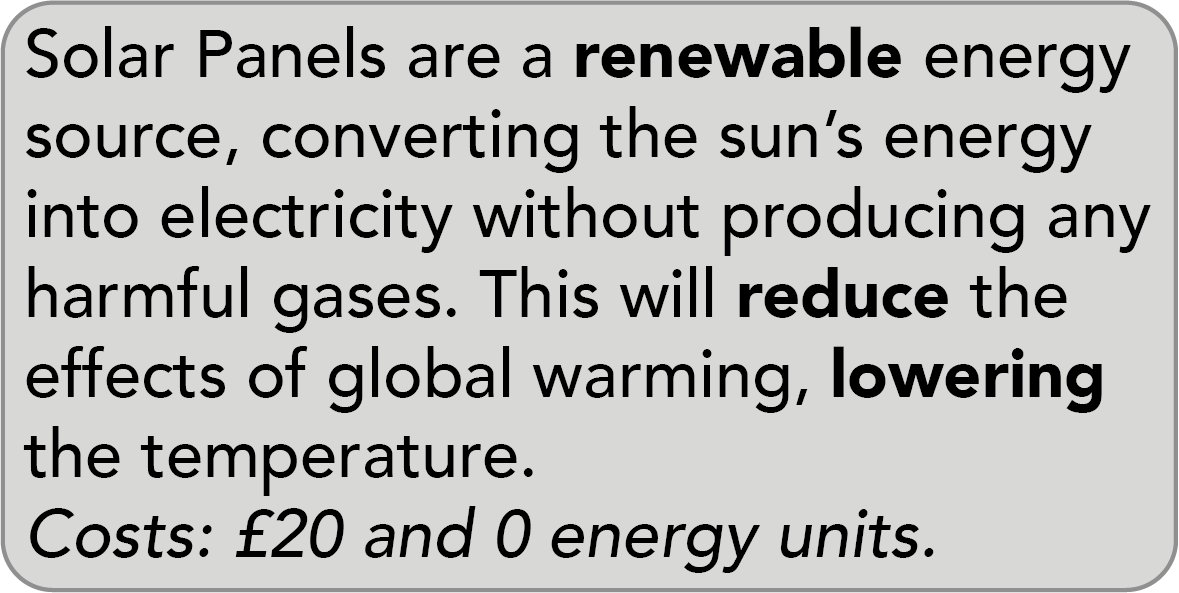 Solar Panels are a renewable energy
source, converting the sun’s energy
into electricity without producing any
harmful gases. This will reduce the
effects of global warming, lowering
the temperature.
Costs: £20 and 0 energy units.